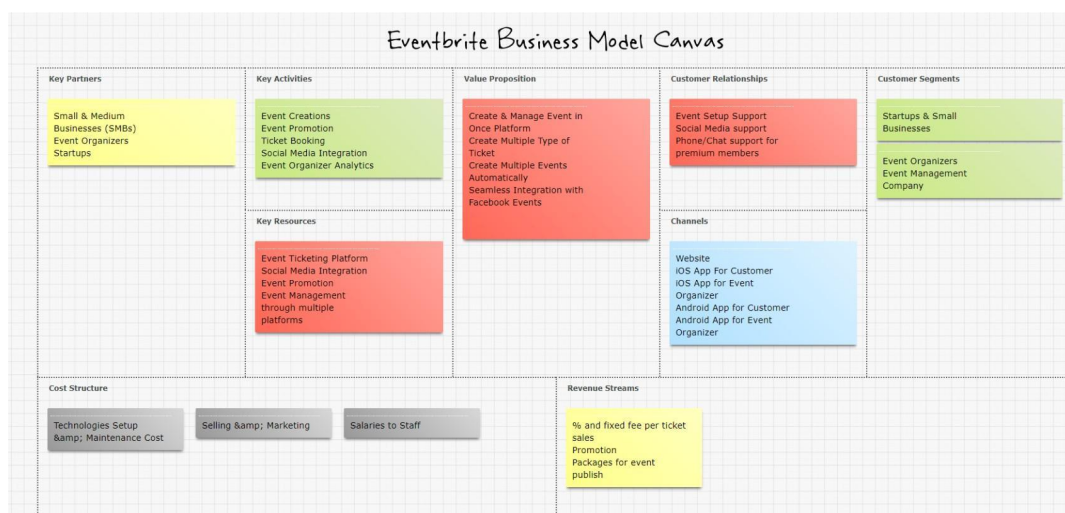 Eventbrite Business Model Canvas
Key Partners
Small & Medium
Businesses (SMBs)
Event Organizers
Startups
Key Activities
Event Creations
Event Promotion
Ticket Booking
Social Media Integration
Event Organizer Analytics
Key Resources
Event Ticketing Platform
Social Media Integration
Event Promotion
Event Management
through multiple
platforms
Value Proposition
Create & Manage Event in
Once Platform
Create Multiple Type of
Ticket
Create Multiple Events
Automatically
Seamless Integration with
Facebook Events
Customer Relationships
Event Setup Support
Social Media support
Phone/Chat support for
premium members
Channels
Website
iOS App For Customer
iOS App for Event
Organizer
Android App for Customer
Android App for Event
Organizer
Customer Segments
Startups & Small
Businesses
Event Organizers
Event Management
Company
Cost Structure
Technologies Setup
&amp; Maintenance Cost
Selling &amp; Marketing
Salaries to Staff
Revenue Streams
% and fixed fee per ticket
sales
Promotion
Packages for event
publish